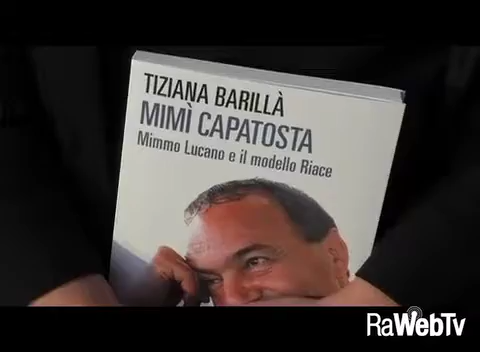 TIZIANA BARILLÀ
MIMÌ CAPATOSTA
Mimmo Lucano e il modello Riace
RaWebTv